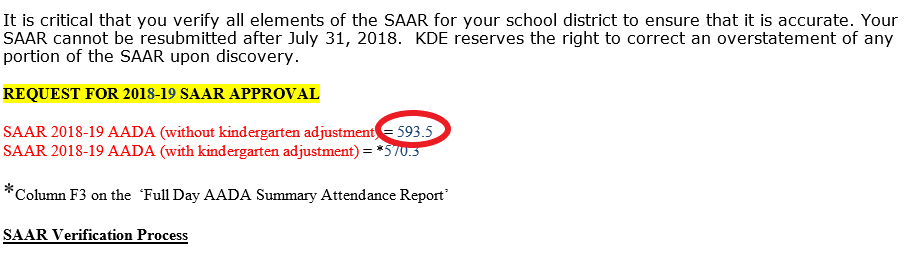 It is critical that you verify all elements of the SAAR for your school district to ensure that it is accurate. Your
SAAR cannot be resubmitted after July 31, 2018. KDE reserves the right to correct an overstatement of any
portion of the SAAR upon discovery.
REQUEST FOR 2018-19 SAAR APPROVAL
SAAR 2018-19 AADA (without kindergarten adjustment) = 593.5
SAAR 2018-19 AADA (with kindergarten adjustment) = *570.3
*Column F3 on the ‘Full Day AADA Summary Attendance Report’
SAAR Verification Process